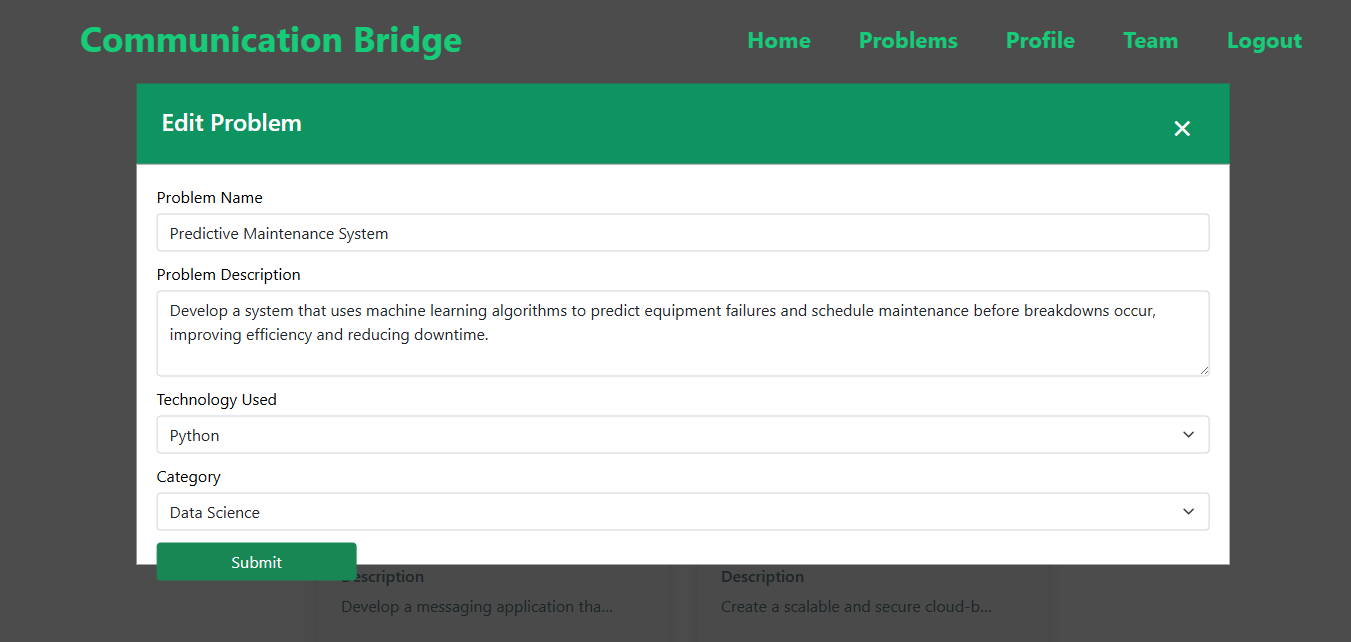 Communication Bridge
Home Problems Profile Team Logout
Edit Problem
Problem Name
Predictive Maintenance System
Problem Description
Develop a system that uses machine learning algorithms to predict equipment failures and schedule maintenance before breakdowns occur,
improving efficiency and reducing downtime.
Technology Used
Python
Category
Data Science
Submit
escription Description
Develop a messaging application tha... Create a scalable and secure cloud-b...